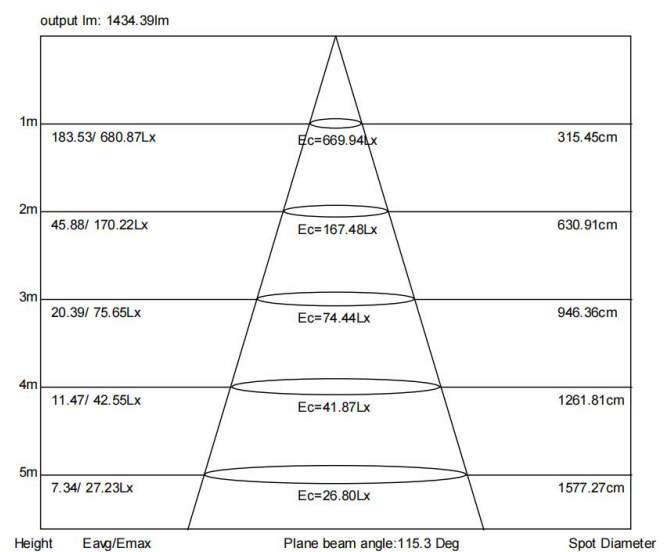 output lm: 1434.39lm
1m
183.53/ 680.87Lx Ec=669.94Lx 315.45cm
2m
45.88/ 170.22Lx Ec=167.48Lx 630.91cm
3m
20.39/ 75.65Lx Ec=74.44Lx 946.36cm
4m
11.47/ 42.55Lx Ec=41.87Lx 1261.81cm
5m
7.34/ 27.23Lx Ec=26.80Lx 1577.27cm
Height Eavg/Emax Plane beam angle:115.3 Deg Spot Diameter